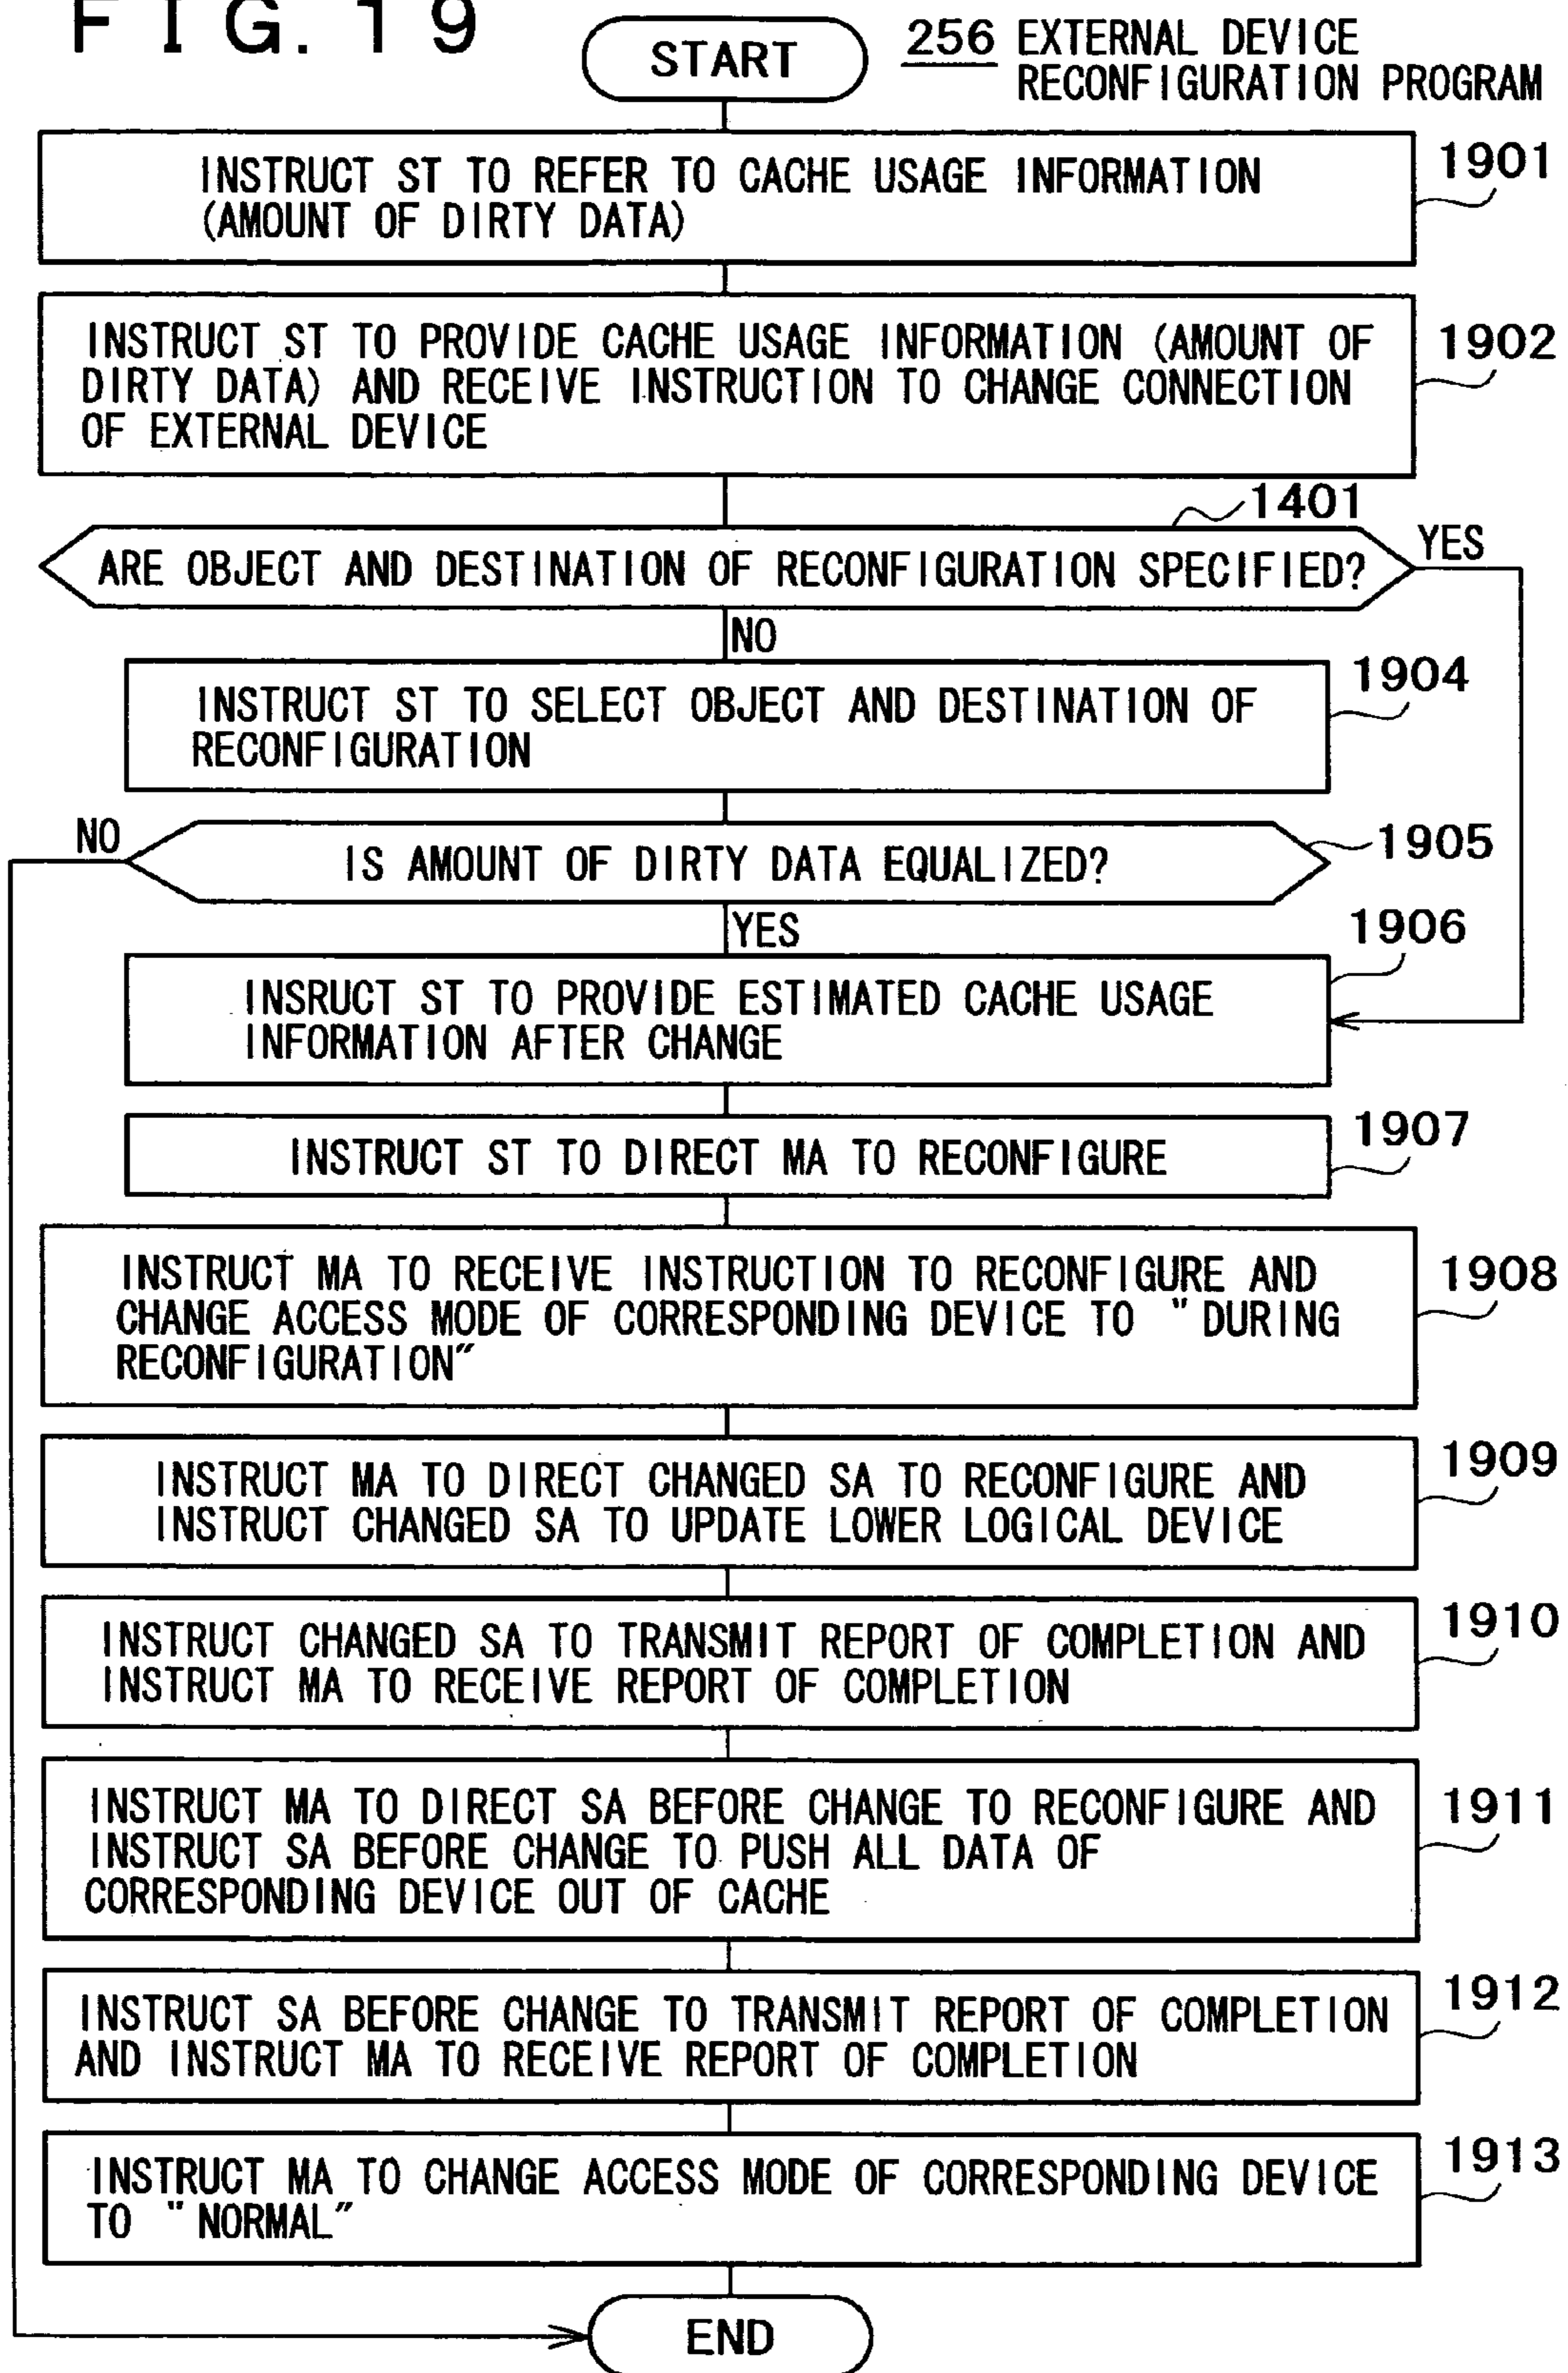 FIG. 19
START
256 EXTERNAL DEVICE
RECONFIGURATION PROGRAM
INSTRUCT ST TO REFER TO CACHE USAGE INFORMATION
(AMOUNT OF DIRTY DATA)
1901
INSTRUCT ST TO PROVIDE CACHE USAGE INFORMATION (AMOUNT OF
DIRTY DATA) AND RECEIVE INSTRUCTION TO CHANGE CONNECTION
OF EXTERNAL DEVICE
1902
1401
ARE OBJECT AND DESTINATION OF RECONFIGURATION SPECIFIED?
YES
NO
INSTRUCT ST TO SELECT OBJECT AND DESTINATION OF
RECONFIGURATION
1904
NO
IS AMOUNT OF DIRTY DATA EQUALIZED?
1905
YES
1906
INSRUCT ST TO PROVIDE ESTIMATED CACHE USAGE
INFORMATION AFTER CHANGE
INSTRUCT ST TO DIRECT MA TO RECONFIGURE
1907
INSTRUCT MA TO RECEIVE INSTRUCTION TO RECONFIGURE AND
CHANGE ACCESS MODE OF CORRESPONDING DEVICE TO "DURING
RECONFIGURATION"
1908
INSTRUCT MA TO DIRECT CHANGED SA TO RECONFIGURE AND
INSTRUCT CHANGED SA TO UPDATE LOWER LOGICAL DEVICE
1909
INSTRUCT CHANGED SA TO TRANSMIT REPORT OF COMPLETION AND
INSTRUCT MA TO RECEIVE REPORT OF COMPLETION
1910
INSTRUCT MA TO DIRECT SA BEFORE CHANGE TO RECONFIGURE AND
INSTRUCT SA BEFORE CHANGE TO PUSH ALL DATA OF
CORRESPONDING DEVICE OUT OF CACHE
1911
INSTRUCT SA BEFORE CHANGE TO TRANSMIT REPORT OF COMPLETION
AND INSTRUCT MA TO RECEIVE REPORT OF COMPLETION
1912
INSTRUCT MA TO CHANGE ACCESS MODE OF CORRESPONDING DEVICE
TO "NORMAL"
1913
END